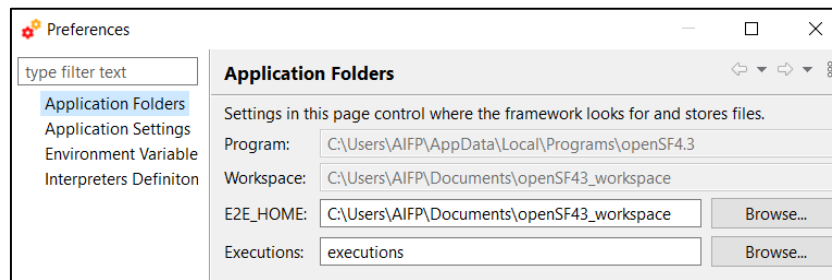 Preferences
type filter text
Application Folders
Application Settings
Environment Variable
Interpreters Definiton
Application Folders
Settings in this page control where the framework looks for and stores files.
Program: C:\Users\AIFP\AppData\Local\Programs\openSF4.3
Workspace: C:\Users\AIFP\Documents\openSF43_workspace
E2E_HOME: C:\Users\AIFP\Documents\openSF43_workspace Browse...
Executions: executions Browse...